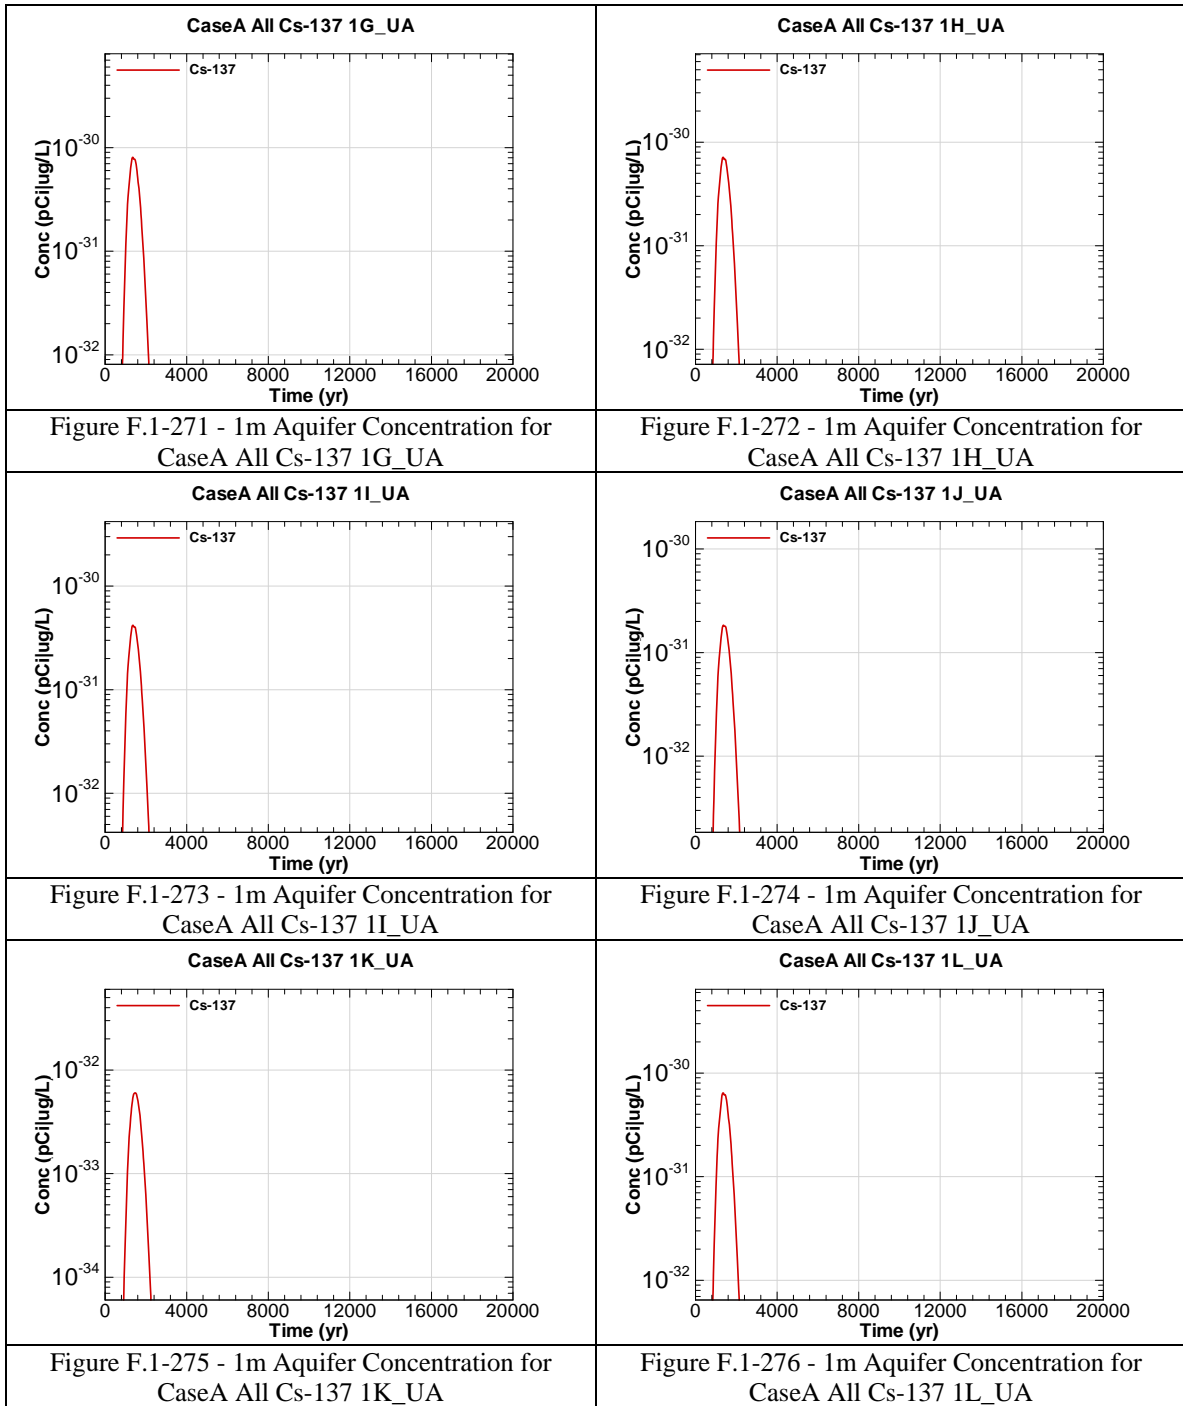 CaseA All Cs-137 1G_UA
Cs-137
10-30
10-31
10-32
Conc (pCi|ug/L)
0 4000 8000 12000 16000 20000
Time (yr)
Figure F.1-271 - 1m Aquifer Concentration for
CaseA All Cs-137 1G_UA
CaseA All Cs-137 1H_UA
Cs-137
10-30
10-31
10-32
Conc (pCi|ug/L)
0 4000 8000 12000 16000 20000
Time (yr)
Figure F.1-272 - 1m Aquifer Concentration for
CaseA All Cs-137 1H_UA
CaseA All Cs-137 1I_UA
Cs-137
10-30
10-31
10-32
Conc (pCi|ug/L)
0 4000 8000 12000 16000 20000
Time (yr)
Figure F.1-273 - 1m Aquifer Concentration for
CaseA All Cs-137 1I_UA
CaseA All Cs-137 1J_UA
Cs-137
10-30
10-31
10-32
Conc (pCi|ug/L)
0 4000 8000 12000 16000 20000
Time (yr)
Figure F.1-274 - 1m Aquifer Concentration for
CaseA All Cs-137 1J_UA
CaseA All Cs-137 1K_UA
Cs-137
10-32
10-33
10-34
Conc (pCi|ug/L)
0 4000 8000 12000 16000 20000
Time (yr)
Figure F.1-275 - 1m Aquifer Concentration for
CaseA All Cs-137 1K_UA
CaseA All Cs-137 1L_UA
Cs-137
10-30
10-31
10-32
Conc (pCi|ug/L)
0 4000 8000 12000 16000 20000
Time (yr)
Figure F.1-276 - 1m Aquifer Concentration for
CaseA All Cs-137 1L_UA